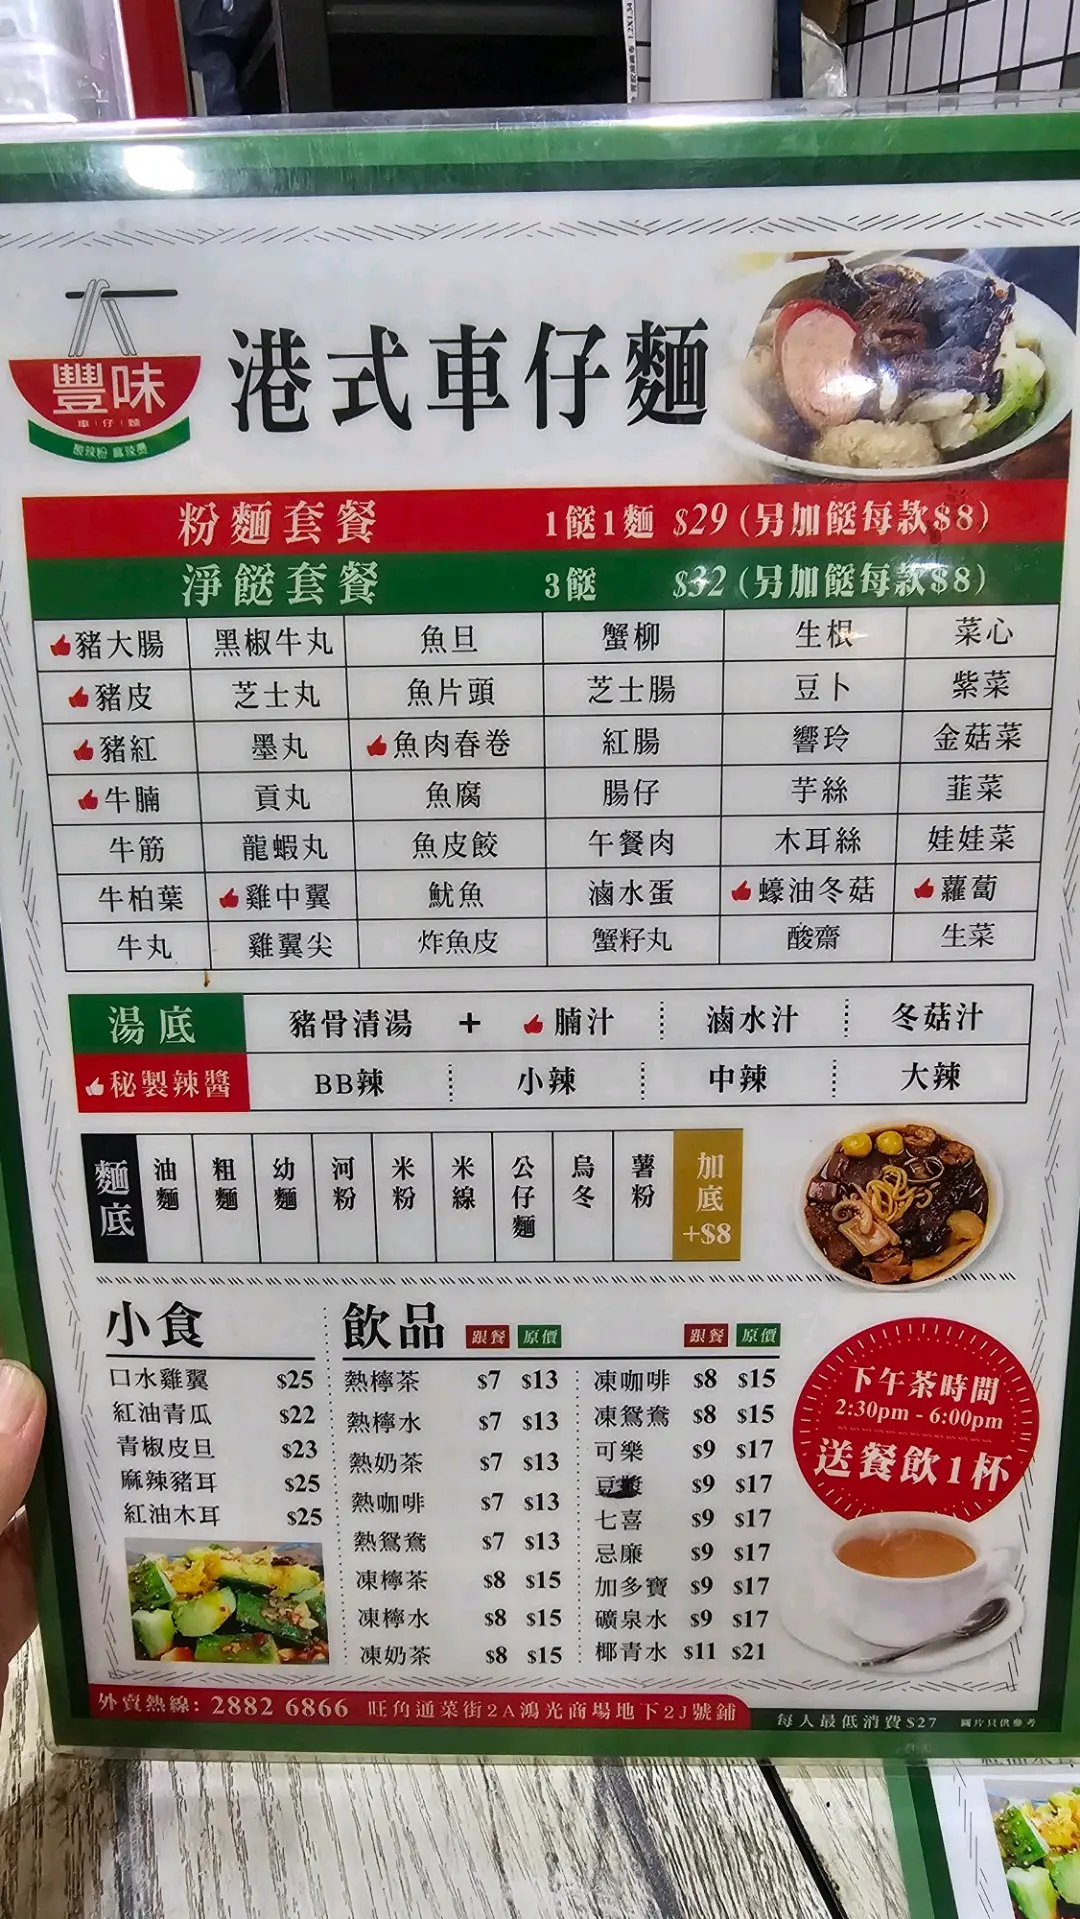 豐味
車仔麵
酸辣粉 麻辣燙
港式車仔麵
粉麵套餐 1餸1麵 $29 (另加餸每款$8)
淨餸套餐 3餸 $32 (另加餸每款$8)
豬大腸 黑椒牛丸 魚旦 蟹柳 生根 菜心
豬皮 芝士丸 魚片頭 芝士腸 豆卜 紫菜
豬紅 墨丸 魚肉春卷 紅腸 響玲 金菇菜
牛腩 貢丸 魚腐 腸仔 芋絲 韮菜
牛筋 龍蝦丸 魚皮餃 午餐肉 木耳絲 娃娃菜
牛柏葉 雞中翼 魷魚 滷水蛋 蠔油冬菇 蘿蔔
牛丸 雞翼尖 炸魚皮 蟹籽丸 酸齋 生菜
湯底 豬骨清湯 + 腩汁 滷水汁 冬菇汁
秘製辣醬 BB辣 小辣 中辣 大辣
麵底 油麵 粗麵 幼麵 河粉 米粉 米線 公仔麵 烏冬 薯粉 加底+$8
小食
口水雞翼 $25
紅油青瓜 $22
青椒皮旦 $23
麻辣豬耳 $25
紅油木耳 $25
飲品 跟餐 原價
熱檸茶 $7 $13
熱檸水 $7 $13
熱奶茶 $7 $13
熱咖啡 $7 $13
熱鴛鴦 $7 $13
凍檸茶 $8 $15
凍檸水 $8 $15
凍奶茶 $8 $15
跟餐 原價
凍咖啡 $8 $15
凍鴛鴦 $8 $15
可樂 $9 $17
豆漿 $9 $17
七喜 $9 $17
忌廉 $9 $17
加多寶 $9 $17
礦泉水 $9 $17
椰青水 $11 $21
下午茶時間
2:30pm - 6:00pm
送餐飲1杯
外賣熱線: 2882 6866 旺角通菜街2A鴻光商場地下2J號鋪
每人最低消費$27 圖片只供參考